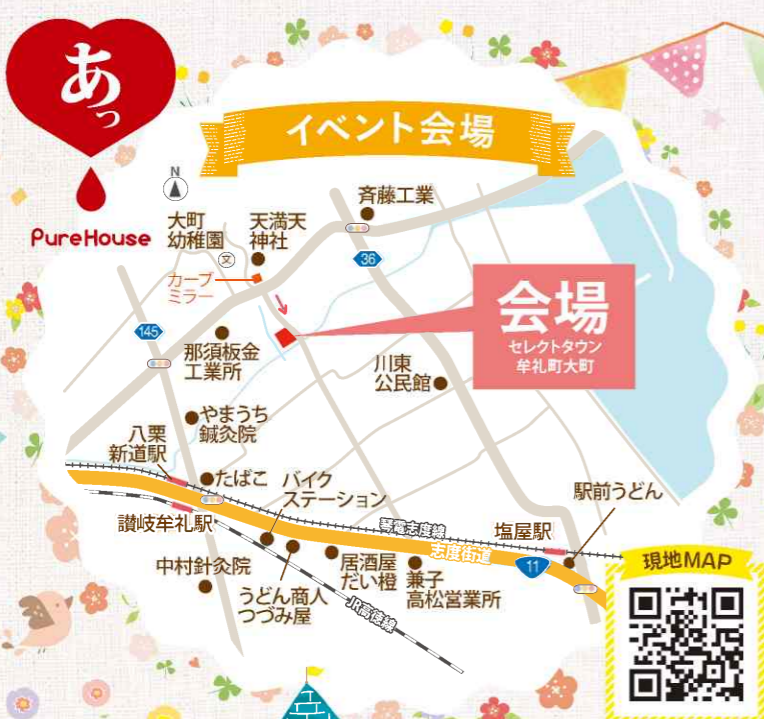 あっ
PureHouse
イベント会場
N
斉藤工業
大町
幼稚園
天満天
神社
文
カーブ
ミラー
36
会場
セレクトタウン
牟礼町大町
145
那須板金
工業所
川東
公民館
やまうち
鍼灸院
八栗
新道駅
たばこ
バイク
ステーション
讃岐牟礼駅
琴電志度線
志度街道
塩屋駅
駅前うどん
11
中村針灸院
うどん商人
つづみ屋
居酒屋
だい橙
兼子
高松営業所
JR高徳線
現地MAP